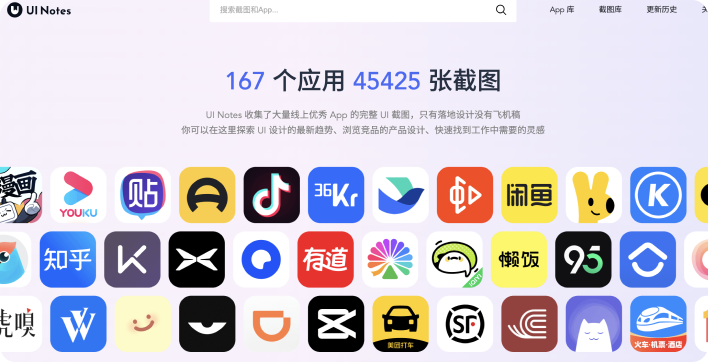 UI Notes
搜索截图和App...
App 库
截图库
更新历史
167 个应用 45425 张截图
UI Notes 收集了大量线上优秀 App 的完整 UI 截图，只有落地设计没有飞机稿
你可以在这里探索 UI 设计的最新趋势、浏览竞品的产品设计、快速找到工作中需要的灵感
漫画
YOUKU
贴
36Kr
闲鱼
K
知乎
K
有道
懒饭
95
虎嗅
美团打车
SF
火车·机票·酒店